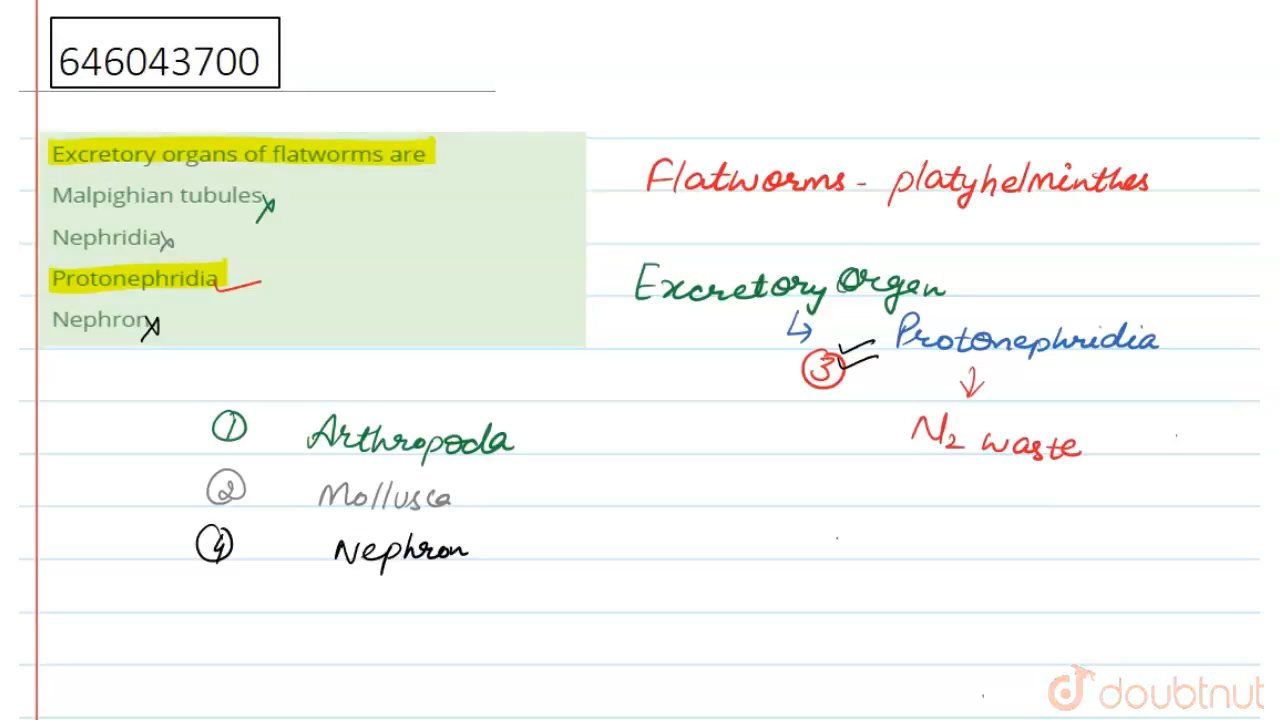 646043700
Excretory organs of flatworms are
Malpighian tubules
Nephridia
Protonephridia
Nephron
Flatworms - platyhelminthes
Excretory Organ
↳ Protonephridia
3
↓
N2 waste
1 Arthropoda
2 Mollusca
4 Nephron
doubtnut